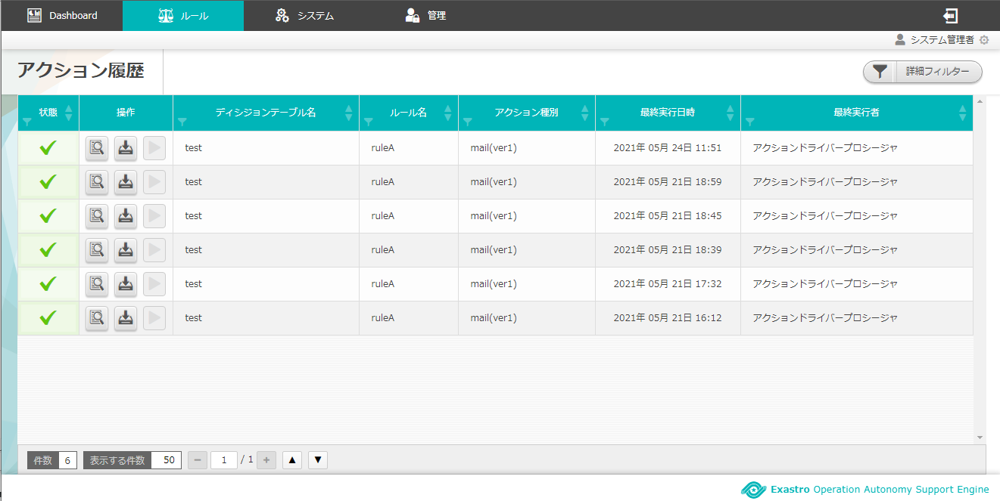 Dashboard ルール システム 管理
システム管理者
アクション履歴
詳細フィルター
状態 操作 ディシジョンテーブル名 ルール名 アクション種別 最終実行日時 最終実行者
test ruleA mail(ver1) 2021年 05月 24日 11:51 アクションドライバープロシージャ
test ruleA mail(ver1) 2021年 05月 21日 18:59 アクションドライバープロシージャ
test ruleA mail(ver1) 2021年 05月 21日 18:45 アクションドライバープロシージャ
test ruleA mail(ver1) 2021年 05月 21日 18:39 アクションドライバープロシージャ
test ruleA mail(ver1) 2021年 05月 21日 17:32 アクションドライバープロシージャ
test ruleA mail(ver1) 2021年 05月 21日 16:12 アクションドライバープロシージャ
件数 6 表示する件数 50 − 1 / 1 + ▲ ▼
Exastro Operation Autonomy Support Engine